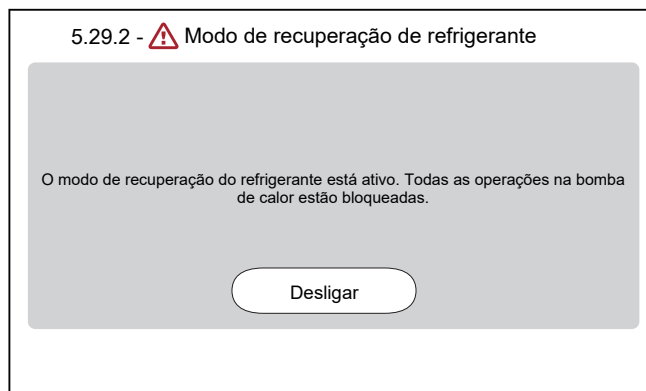 5.29.2 - Modo de recuperação de refrigerante
O modo de recuperação do refrigerante está ativo. Todas as operações na bomba
de calor estão bloqueadas.
Desligar